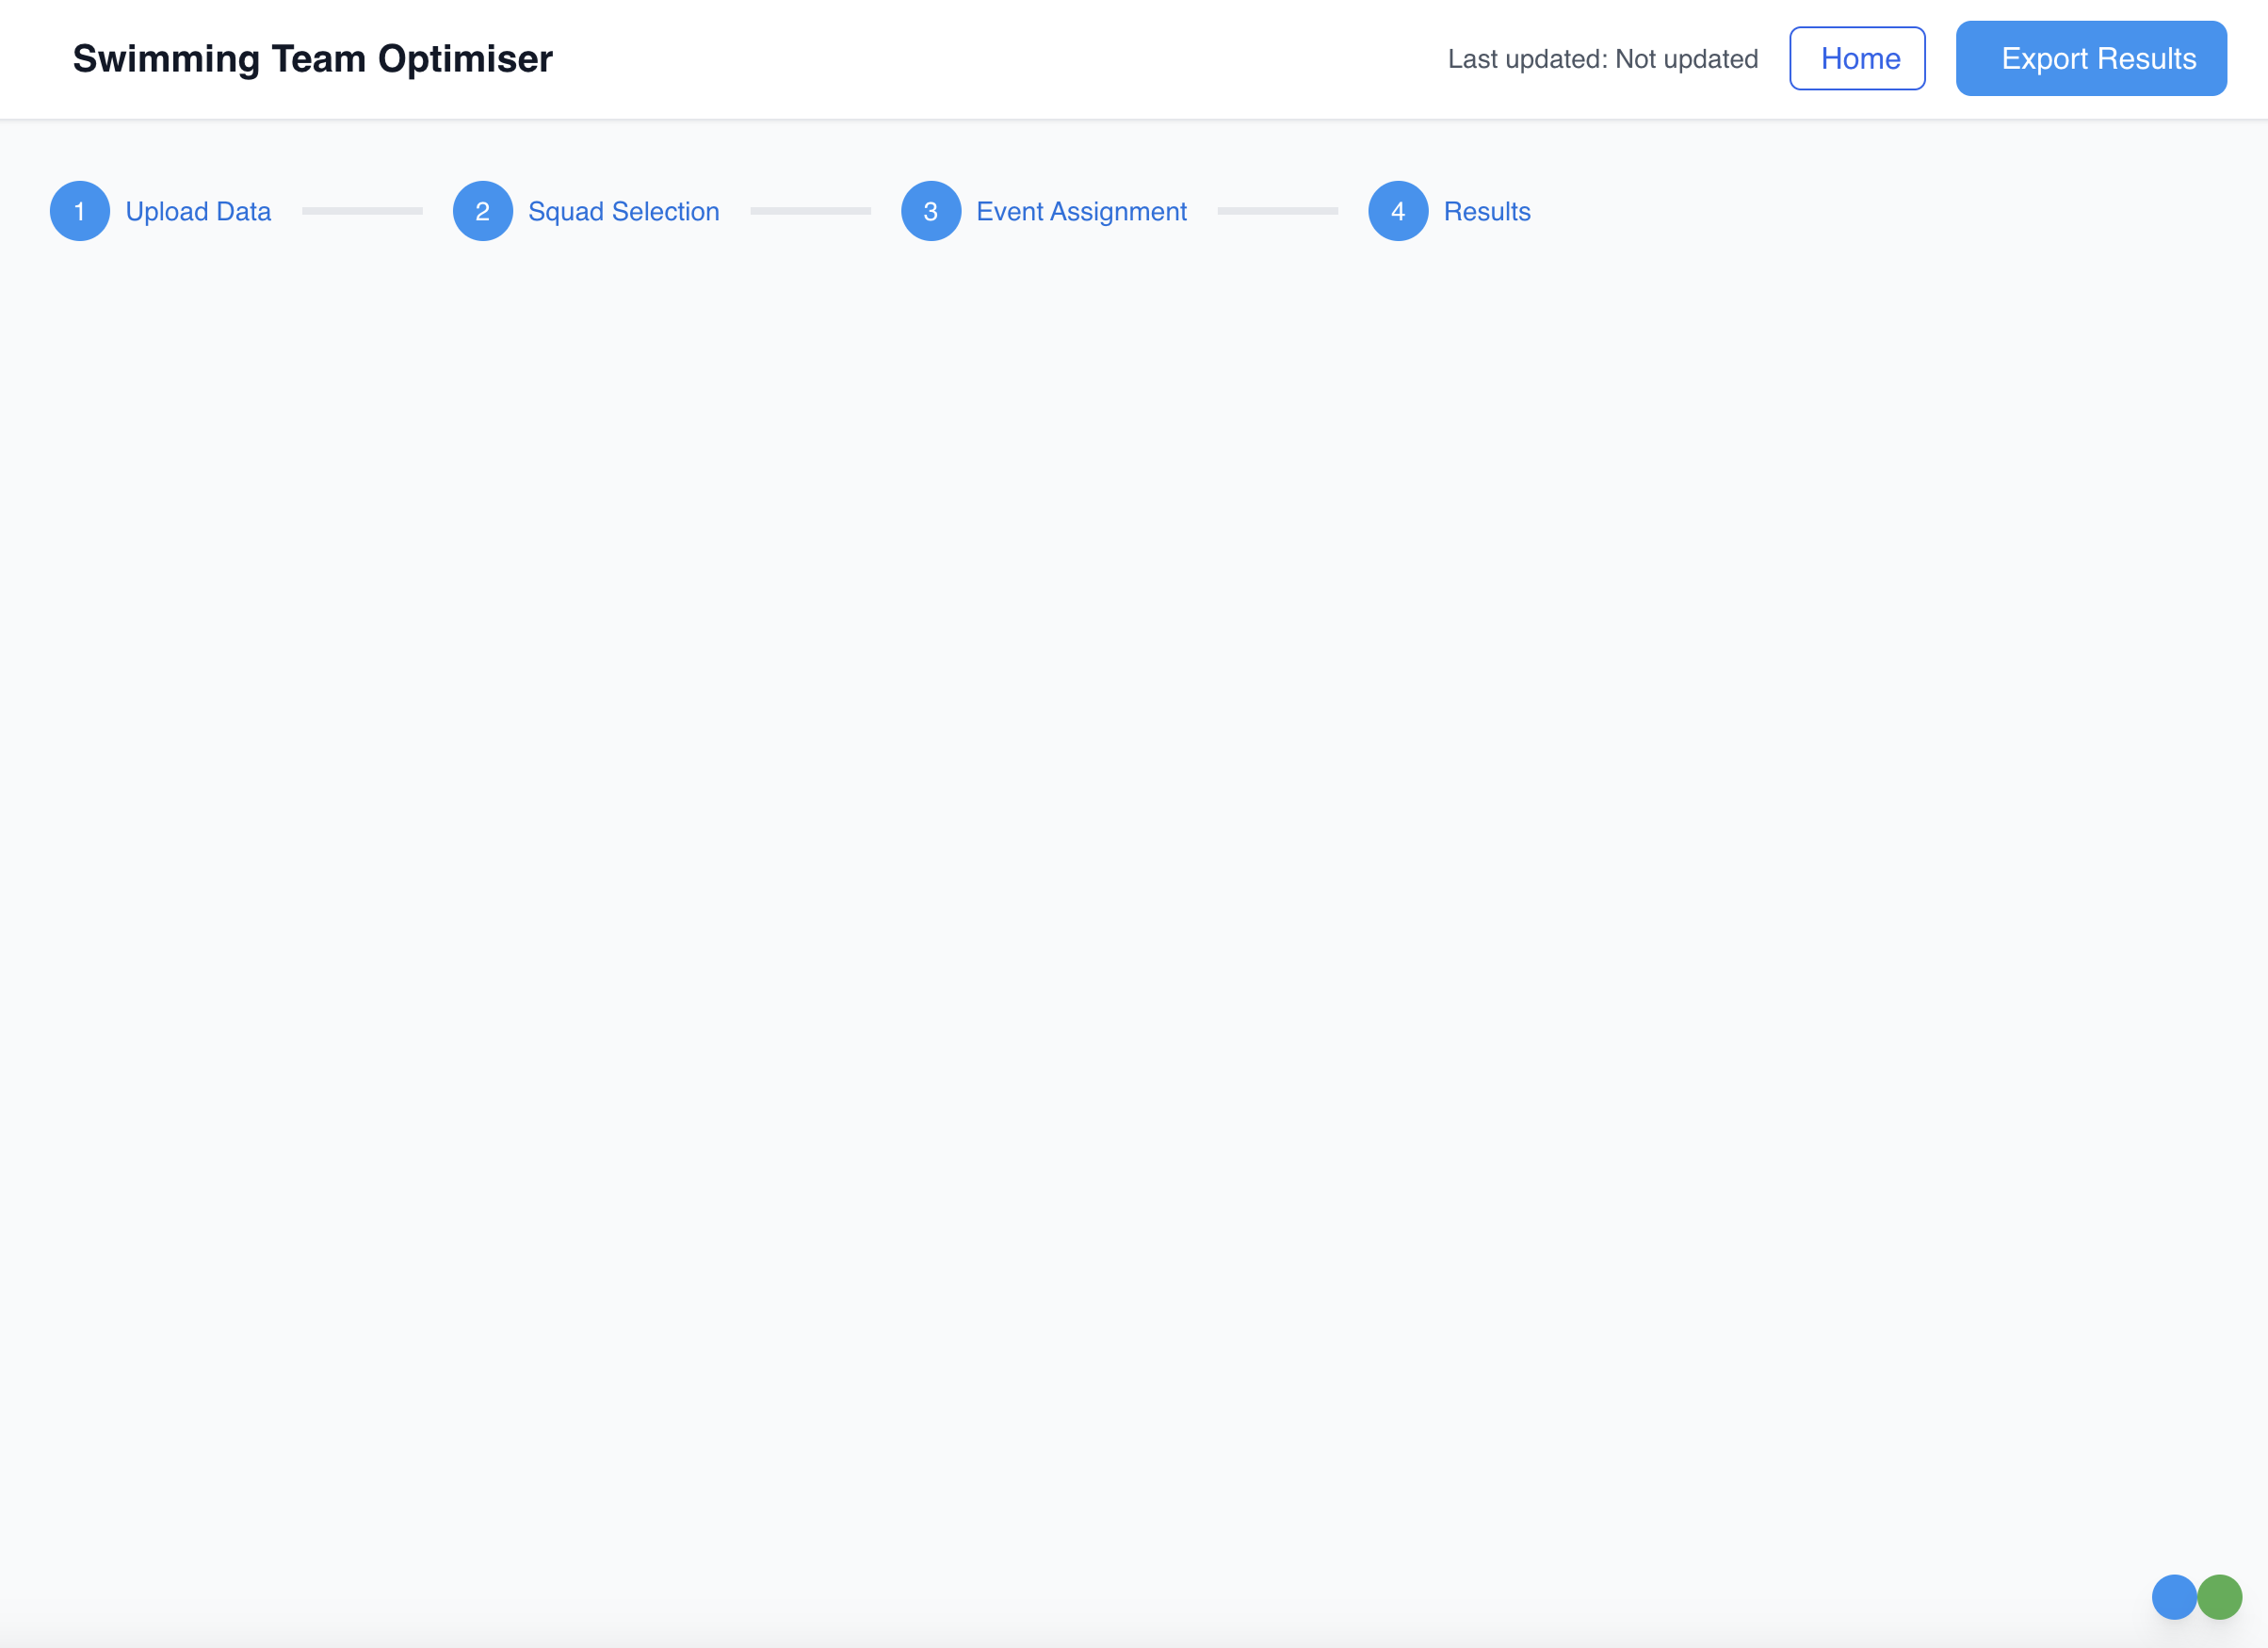 Swimming Team Optimiser
Last updated: Not updated
Home
Export Results
1 Upload Data
2 Squad Selection
3 Event Assignment
4 Results